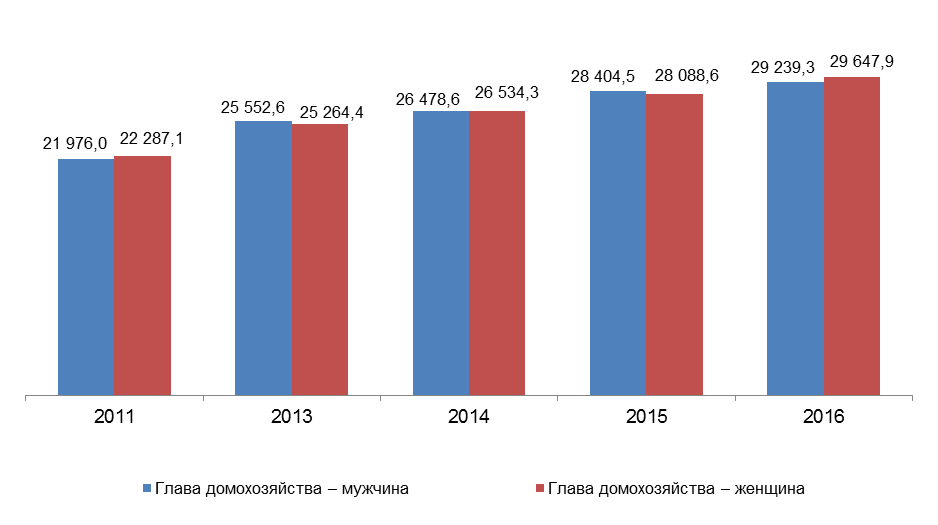 21 976,0 22 287,1 25 552,6 25 264,4 26 478,6 26 534,3 28 404,5 28 088,6 29 239,3 29 647,9
2011 2013 2014 2015 2016
Глава домохозяйства – мужчина Глава домохозяйства – женщина